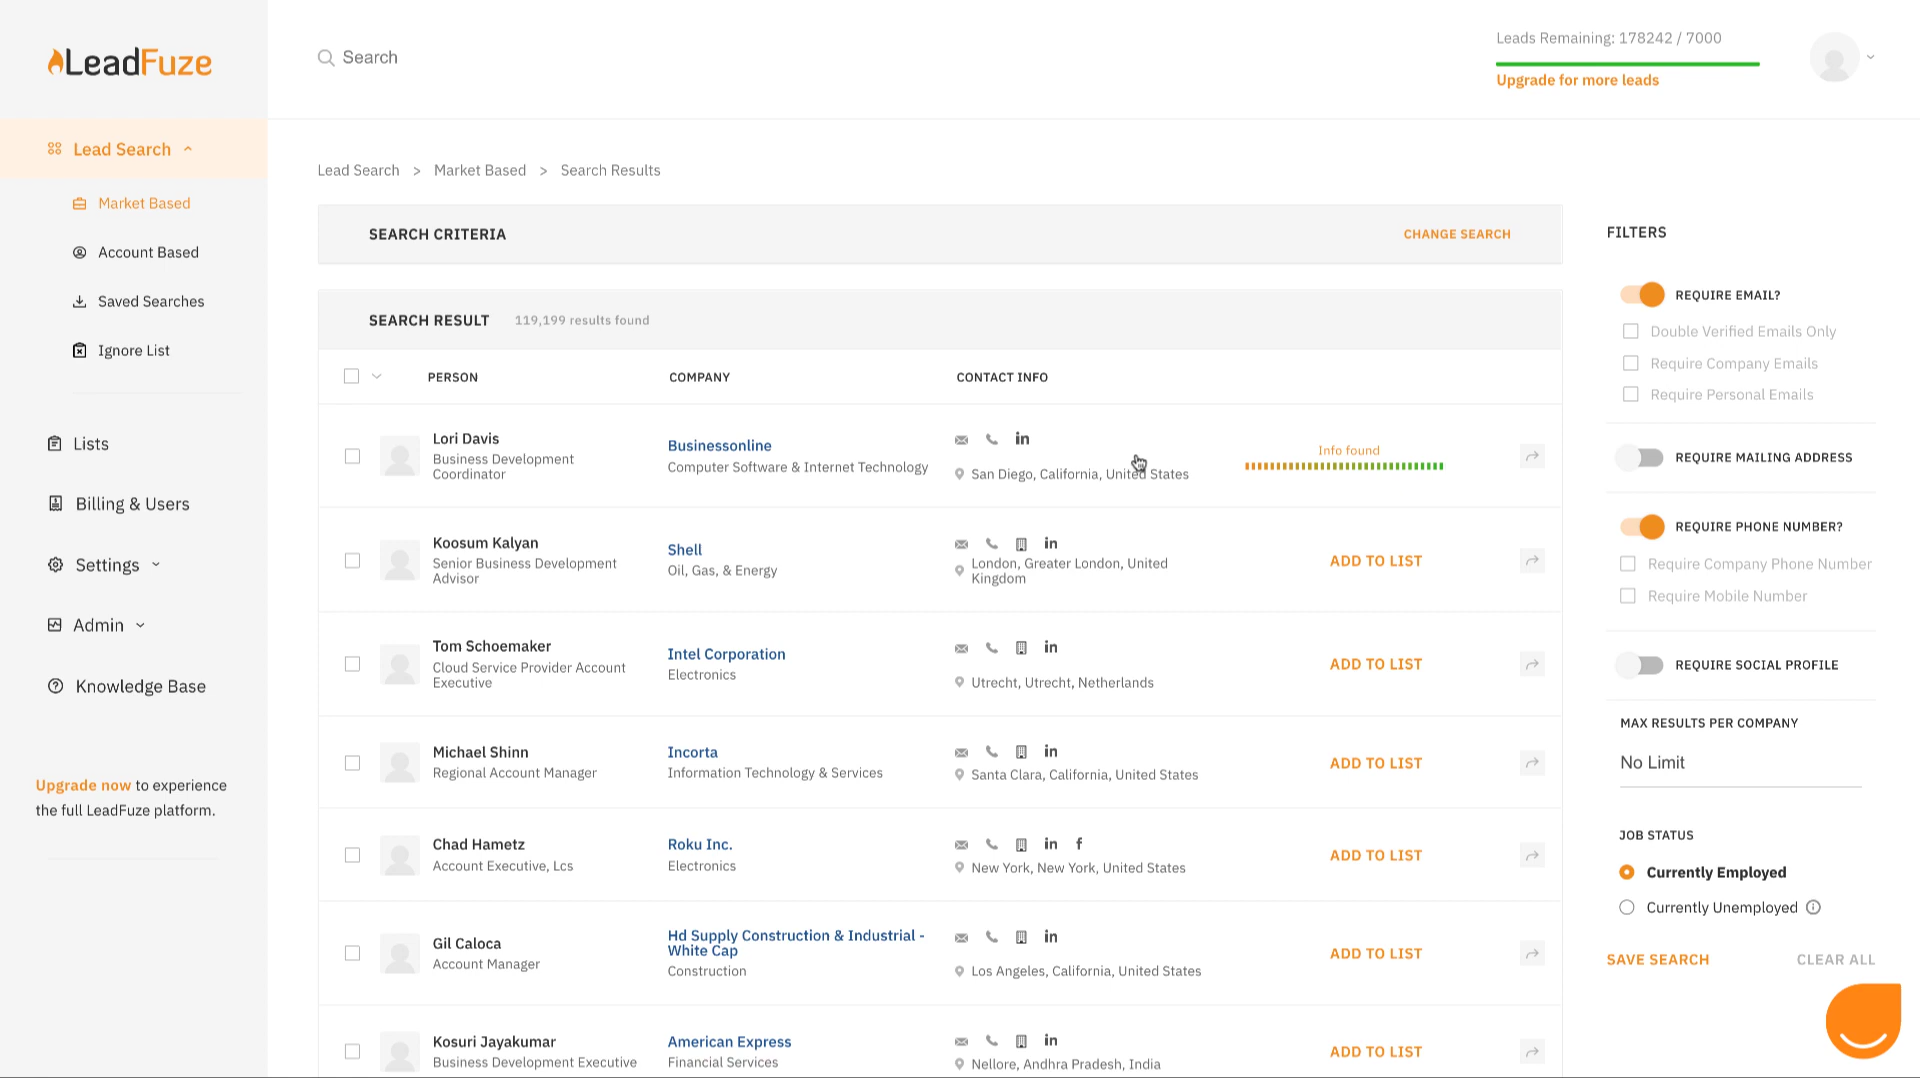 LeadFuze
Search
Leads Remaining: 178242 / 7000
Upgrade for more leads
Lead Search
Market Based
Account Based
Saved Searches
Ignore List
Lists
Billing & Users
Settings
Admin
Knowledge Base
Upgrade now to experience
the full LeadFuze platform.
Lead Search > Market Based > Search Results
SEARCH CRITERIA
CHANGE SEARCH
SEARCH RESULT 119,199 results found
PERSON COMPANY CONTACT INFO
Lori Davis
Business Development
Coordinator
Businessonline
Computer Software & Internet Technology
San Diego, California, United States
Info found
Koosum Kalyan
Senior Business Development
Advisor
Shell
Oil, Gas, & Energy
London, Greater London, United
Kingdom
ADD TO LIST
Tom Schoemaker
Cloud Service Provider Account
Executive
Intel Corporation
Electronics
Utrecht, Utrecht, Netherlands
ADD TO LIST
Michael Shinn
Regional Account Manager
Incorta
Information Technology & Services
Santa Clara, California, United States
ADD TO LIST
Chad Hametz
Account Executive, Lcs
Roku Inc.
Electronics
New York, New York, United States
ADD TO LIST
Gil Caloca
Account Manager
Hd Supply Construction & Industrial -
White Cap
Construction
Los Angeles, California, United States
ADD TO LIST
Kosuri Jayakumar
Business Development Executive
American Express
Financial Services
Nellore, Andhra Pradesh, India
ADD TO LIST
FILTERS
REQUIRE EMAIL?
Double Verified Emails Only
Require Company Emails
Require Personal Emails
REQUIRE MAILING ADDRESS
REQUIRE PHONE NUMBER?
Require Company Phone Number
Require Mobile Number
REQUIRE SOCIAL PROFILE
MAX RESULTS PER COMPANY
No Limit
JOB STATUS
Currently Employed
Currently Unemployed
SAVE SEARCH
CLEAR ALL